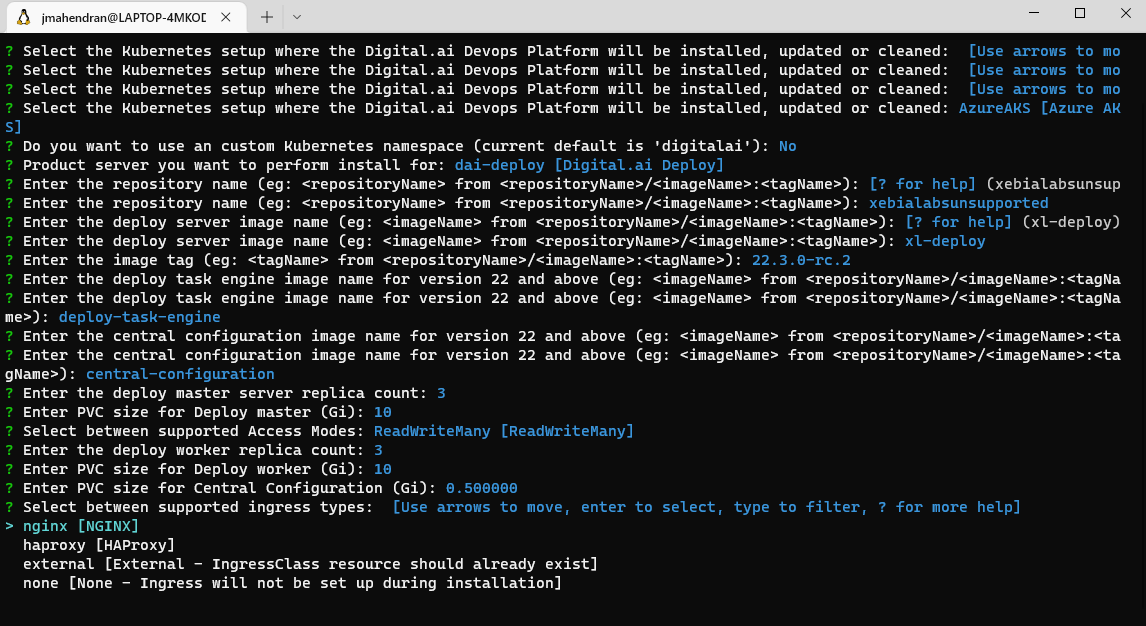 jmahendran@LAPTOP-4MKO
? Select the Kubernetes setup where the Digital.ai Devops Platform will be installed, updated or cleaned:  [Use arrows to mo
? Select the Kubernetes setup where the Digital.ai Devops Platform will be installed, updated or cleaned:  [Use arrows to mo
? Select the Kubernetes setup where the Digital.ai Devops Platform will be installed, updated or cleaned:  [Use arrows to mo
? Select the Kubernetes setup where the Digital.ai Devops Platform will be installed, updated or cleaned: AzureAKS [Azure AK
S]
? Do you want to use an custom Kubernetes namespace (current default is 'digitalai'): No
? Product server you want to perform install for: dai-deploy [Digital.ai Deploy]
? Enter the repository name (eg: <repositoryName> from <repositoryName>/<imageName>:<tagName>): [? for help] (xebialabsunsup
? Enter the repository name (eg: <repositoryName> from <repositoryName>/<imageName>:<tagName>): xebialabsunsupported
? Enter the deploy server image name (eg: <imageName> from <repositoryName>/<imageName>:<tagName>): [? for help] (xl-deploy)
? Enter the deploy server image name (eg: <imageName> from <repositoryName>/<imageName>:<tagName>): xl-deploy
? Enter the image tag (eg: <tagName> from <repositoryName>/<imageName>:<tagName>): 22.3.0-rc.2
? Enter the deploy task engine image name for version 22 and above (eg: <imageName> from <repositoryName>/<imageName>:<tagNa
? Enter the deploy task engine image name for version 22 and above (eg: <imageName> from <repositoryName>/<imageName>:<tagNa
me>): deploy-task-engine
? Enter the central configuration image name for version 22 and above (eg: <imageName> from <repositoryName>/<imageName>:<ta
? Enter the central configuration image name for version 22 and above (eg: <imageName> from <repositoryName>/<imageName>:<ta
gName>): central-configuration
? Enter the deploy master server replica count: 3
? Enter PVC size for Deploy master (Gi): 10
? Select between supported Access Modes: ReadWriteMany [ReadWriteMany]
? Enter the deploy worker replica count: 3
? Enter PVC size for Deploy worker (Gi): 10
? Enter PVC size for Central Configuration (Gi): 0.500000
? Select between supported ingress types:  [Use arrows to move, enter to select, type to filter, ? for more help]
> nginx [NGINX]
haproxy [HAProxy]
external [External - IngressClass resource should already exist]
none [None - Ingress will not be set up during installation]